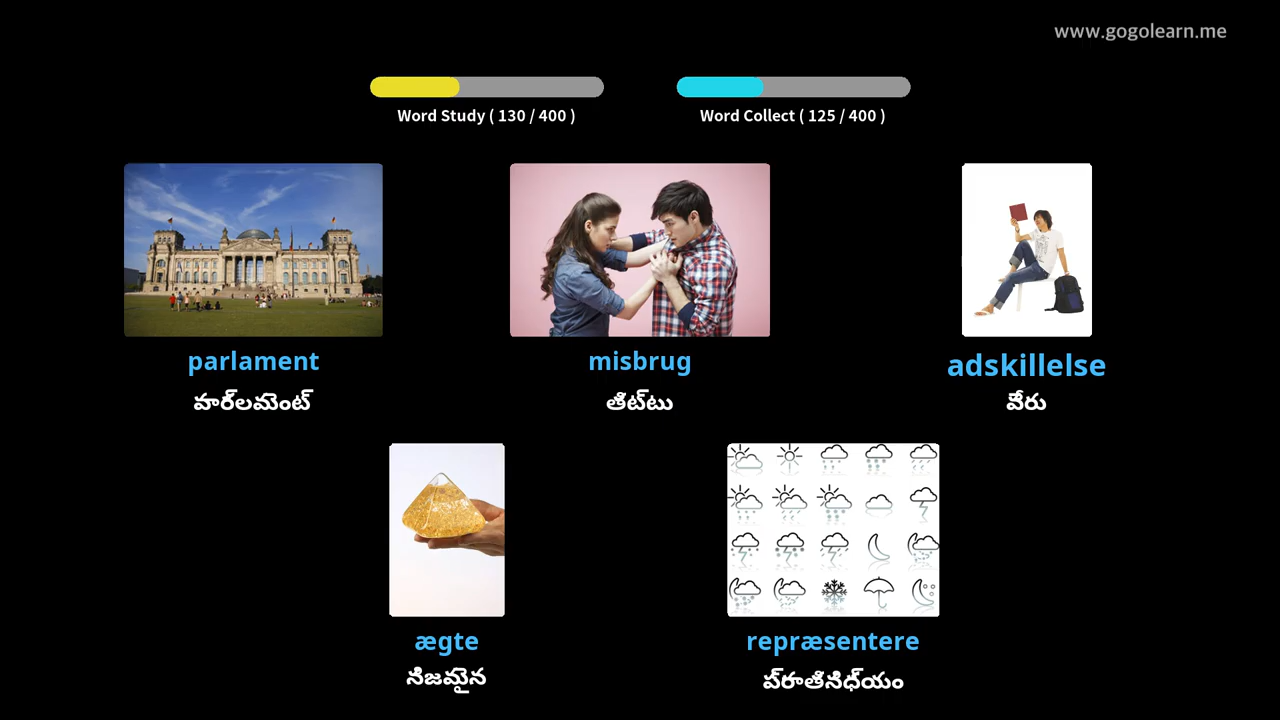 www.gogolearn.me
Word Study ( 130 / 400 )
Word Collect ( 125 / 400 )
parlament
misbrug
adskillelse
పార్లమెంట్
తిట్టు
వేరు
ægte
repræsentere
నిజమైన
ప్రాతినిధ్యం